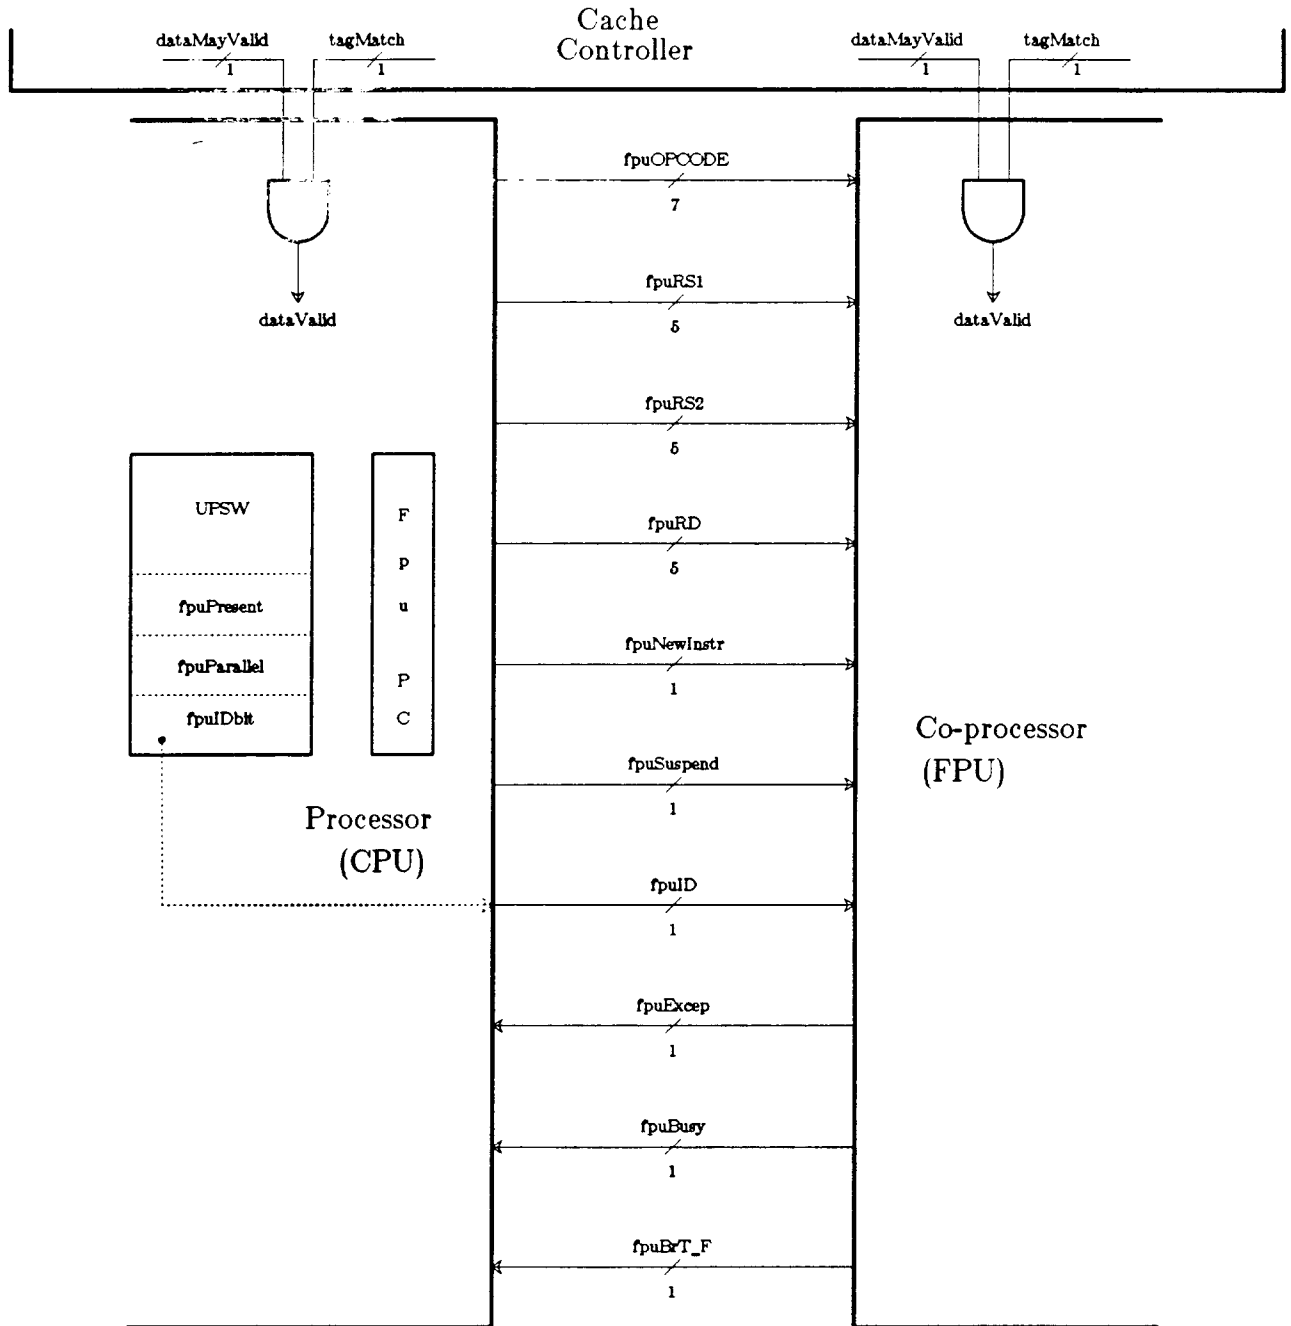 Cache
Controller
dataMayValid
1
tagMatch
1
dataMayValid
1
tagMatch
1
dataValid
dataValid
fpuOPCODE
7
fpuRS1
5
fpuRS2
5
fpuRD
5
fpuNewInstr
1
fpuSuspend
1
fpuID
1
fpuExcep
1
fpuBusy
1
fpuBrT_F
1
UPSW
fpuPresent
fpuParallel
fpuIDbit
F
p
u
P
C
Processor
(CPU)
Co-processor
(FPU)